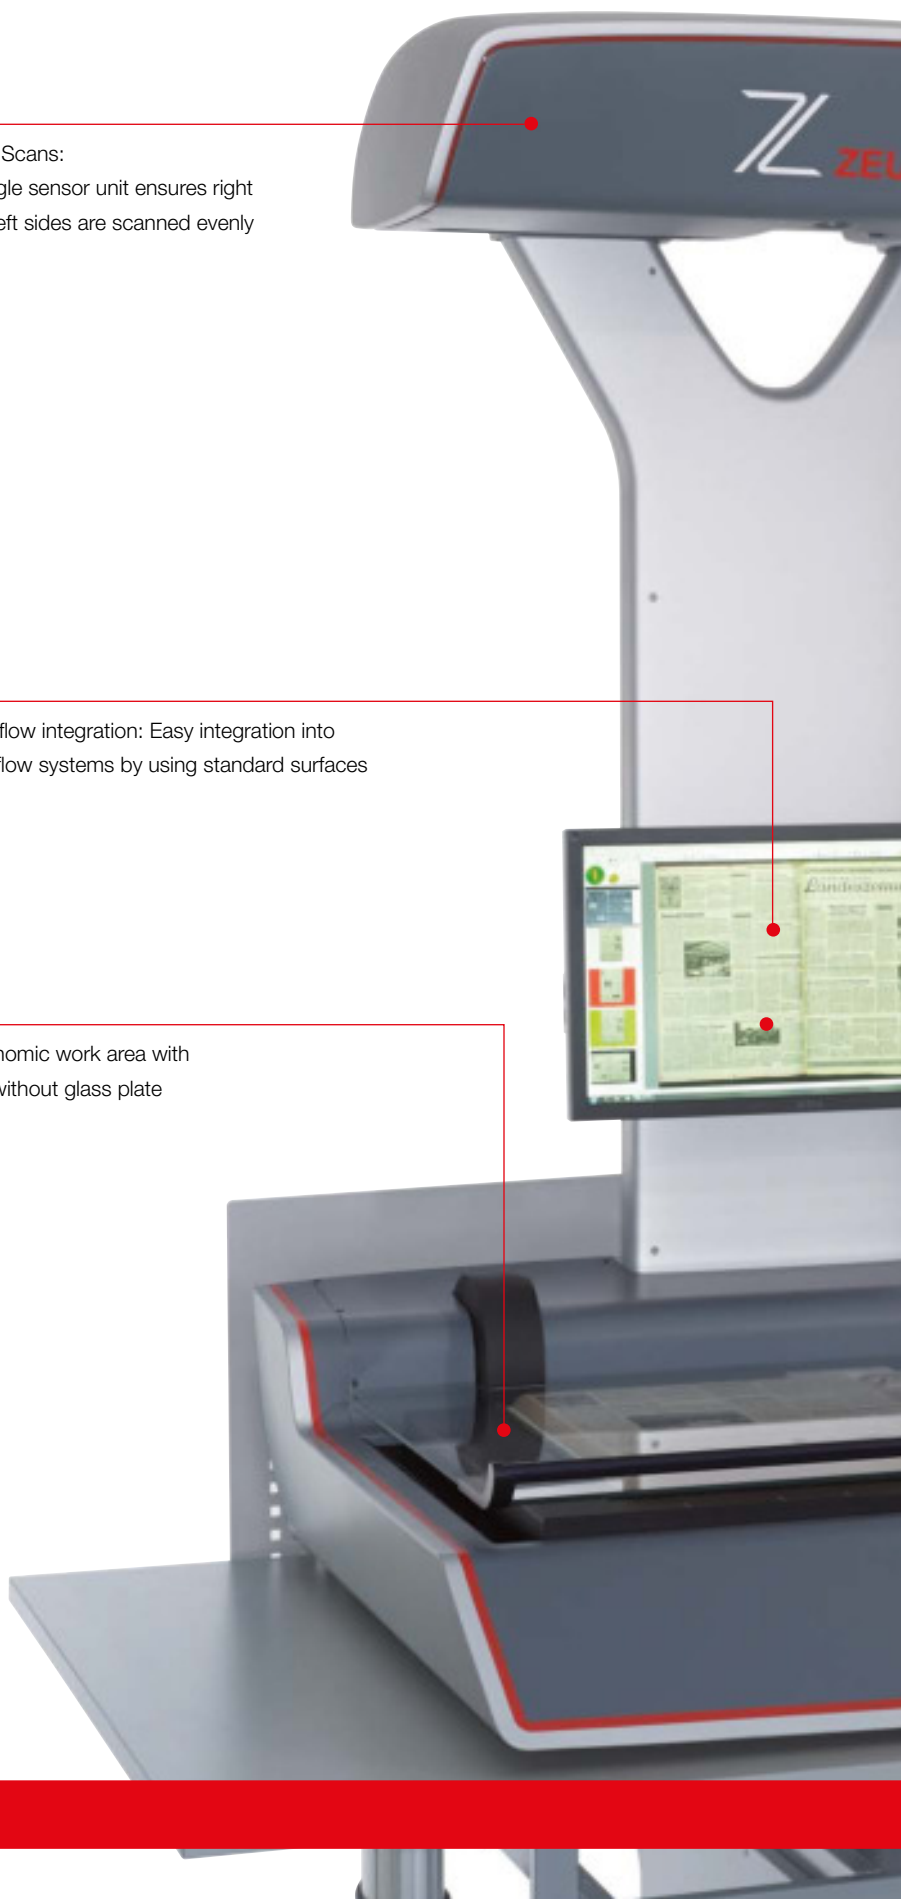 ZEU
Scans:
gle sensor unit ensures right
eft sides are scanned evenly
flow integration: Easy integration into
flow systems by using standard surfaces
nomic work area with
without glass plate